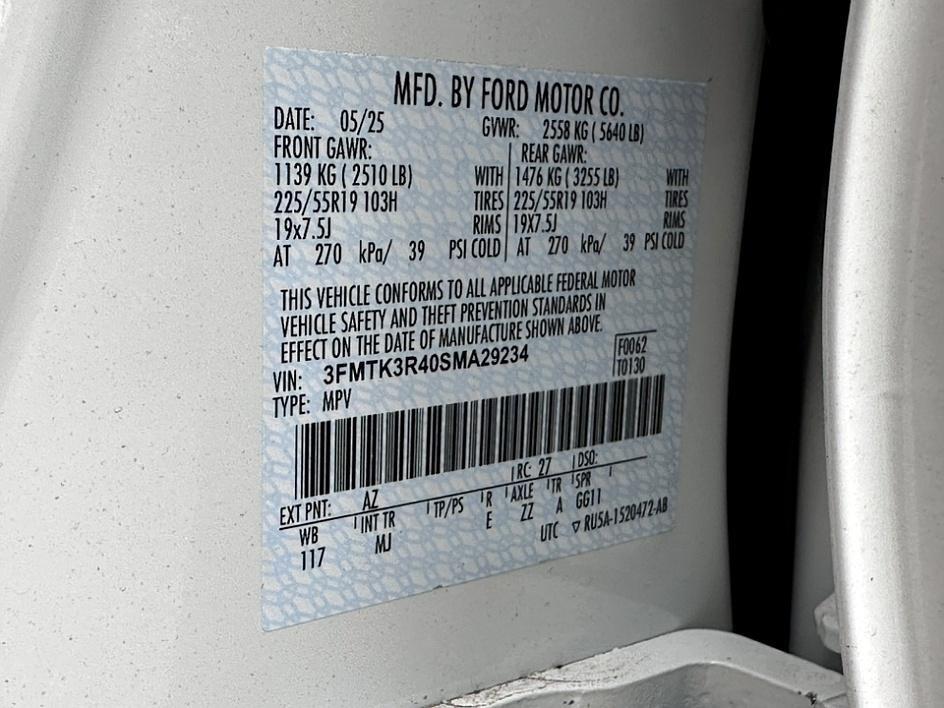 MFD. BY FORD MOTOR CO.
DATE: 05/25 GVWR: 2558 KG ( 5640 LB)
FRONT GAWR: REAR GAWR:
1139 KG ( 2510 LB) WITH 1476 KG ( 3255 LB) WITH
225/55R19 103H TIRES 225/55R19 103H TIRES
19x7.5J RIMS 19X7.5J RIMS
AT 270 kPa/ 39 PSI COLD AT 270 kPa/ 39 PSI COLD
THIS VEHICLE CONFORMS TO ALL APPLICABLE FEDERAL MOTOR
VEHICLE SAFETY AND THEFT PREVENTION STANDARDS IN
EFFECT ON THE DATE OF MANUFACTURE SHOWN ABOVE.
VIN: 3FMTK3R40SMA29234 F0062
TYPE: MPV T0130
EXT PNT: AZ RC: 27 DSO:
WB INT TR TP/PS R AXLE TR SPR
117 MJ E ZZ A GG11
UTC ▽ RU5A-1520472-AB